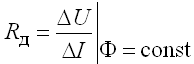 R_д = ΔU / ΔI |Φ = const